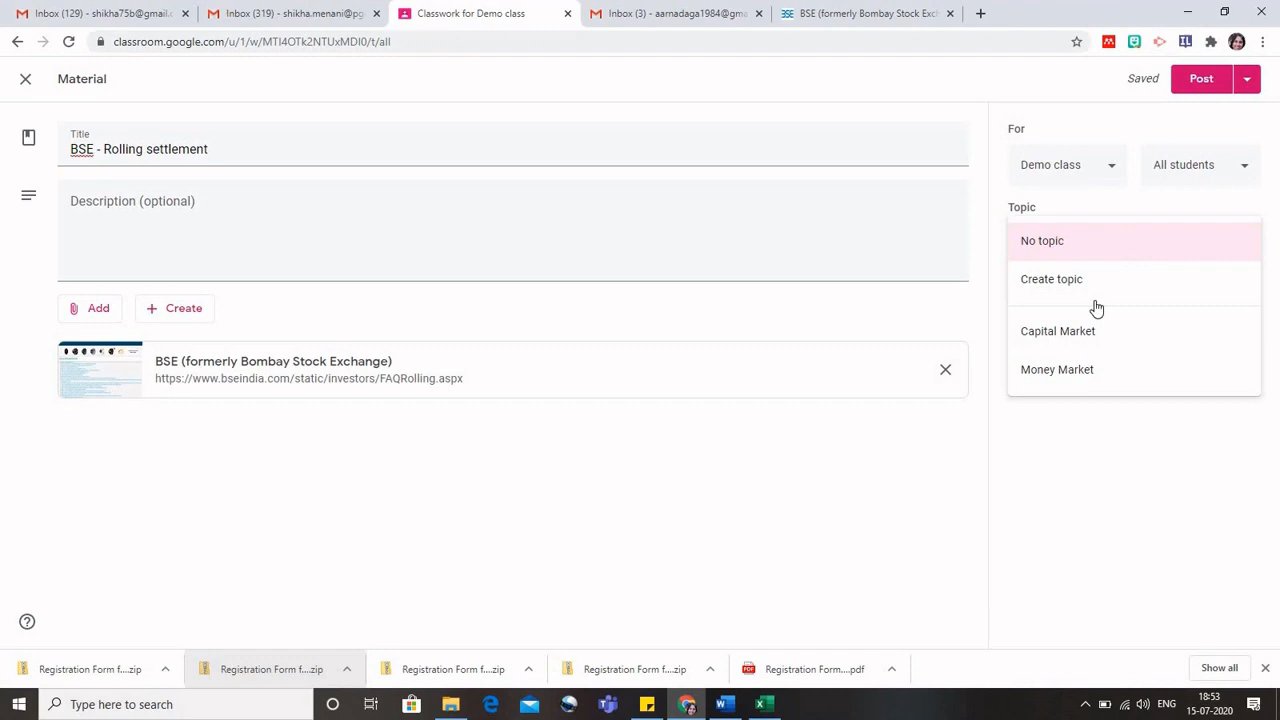 Inbox (129) - shikha75b@gmail.c
Inbox (319) - shikha.menani@pg
Classwork for Demo class
Inbox (3) - aarnadaga1984@gma
BSE (formerly Bombay Stock Exch
classroom.google.com/u/1/w/MTI4OTk2NTUxMDI0/t/all
Material
Saved
Post
Title
BSE - Rolling settlement
Description (optional)
Add
Create
BSE (formerly Bombay Stock Exchange)
https://www.bseindia.com/static/investors/FAQRolling.aspx
For
Demo class
All students
Topic
No topic
Create topic
Capital Market
Money Market
Registration Form f....zip
Registration Form f....zip
Registration Form f....zip
Registration Form f....zip
Registration Form....pdf
Show all
Type here to search
ENG
18:53
15-07-2020